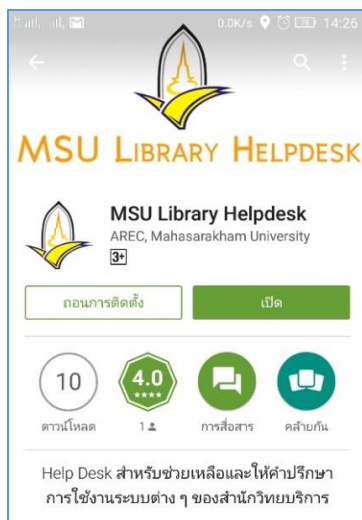 0.0K/s 14:26
MSU LIBRARY HELPDESK
MSU Library Helpdesk
AREC, Mahasarakham University
3+
ถอนการติดตั้ง
เปิด
10
4.0
ดาวน์โหลด
1
การสื่อสาร
คล้ายกัน
Help Desk สำหรับช่วยเหลือและให้คำปรึกษา
การใช้งานระบบต่าง ๆ ของสำนักวิทยบริการ